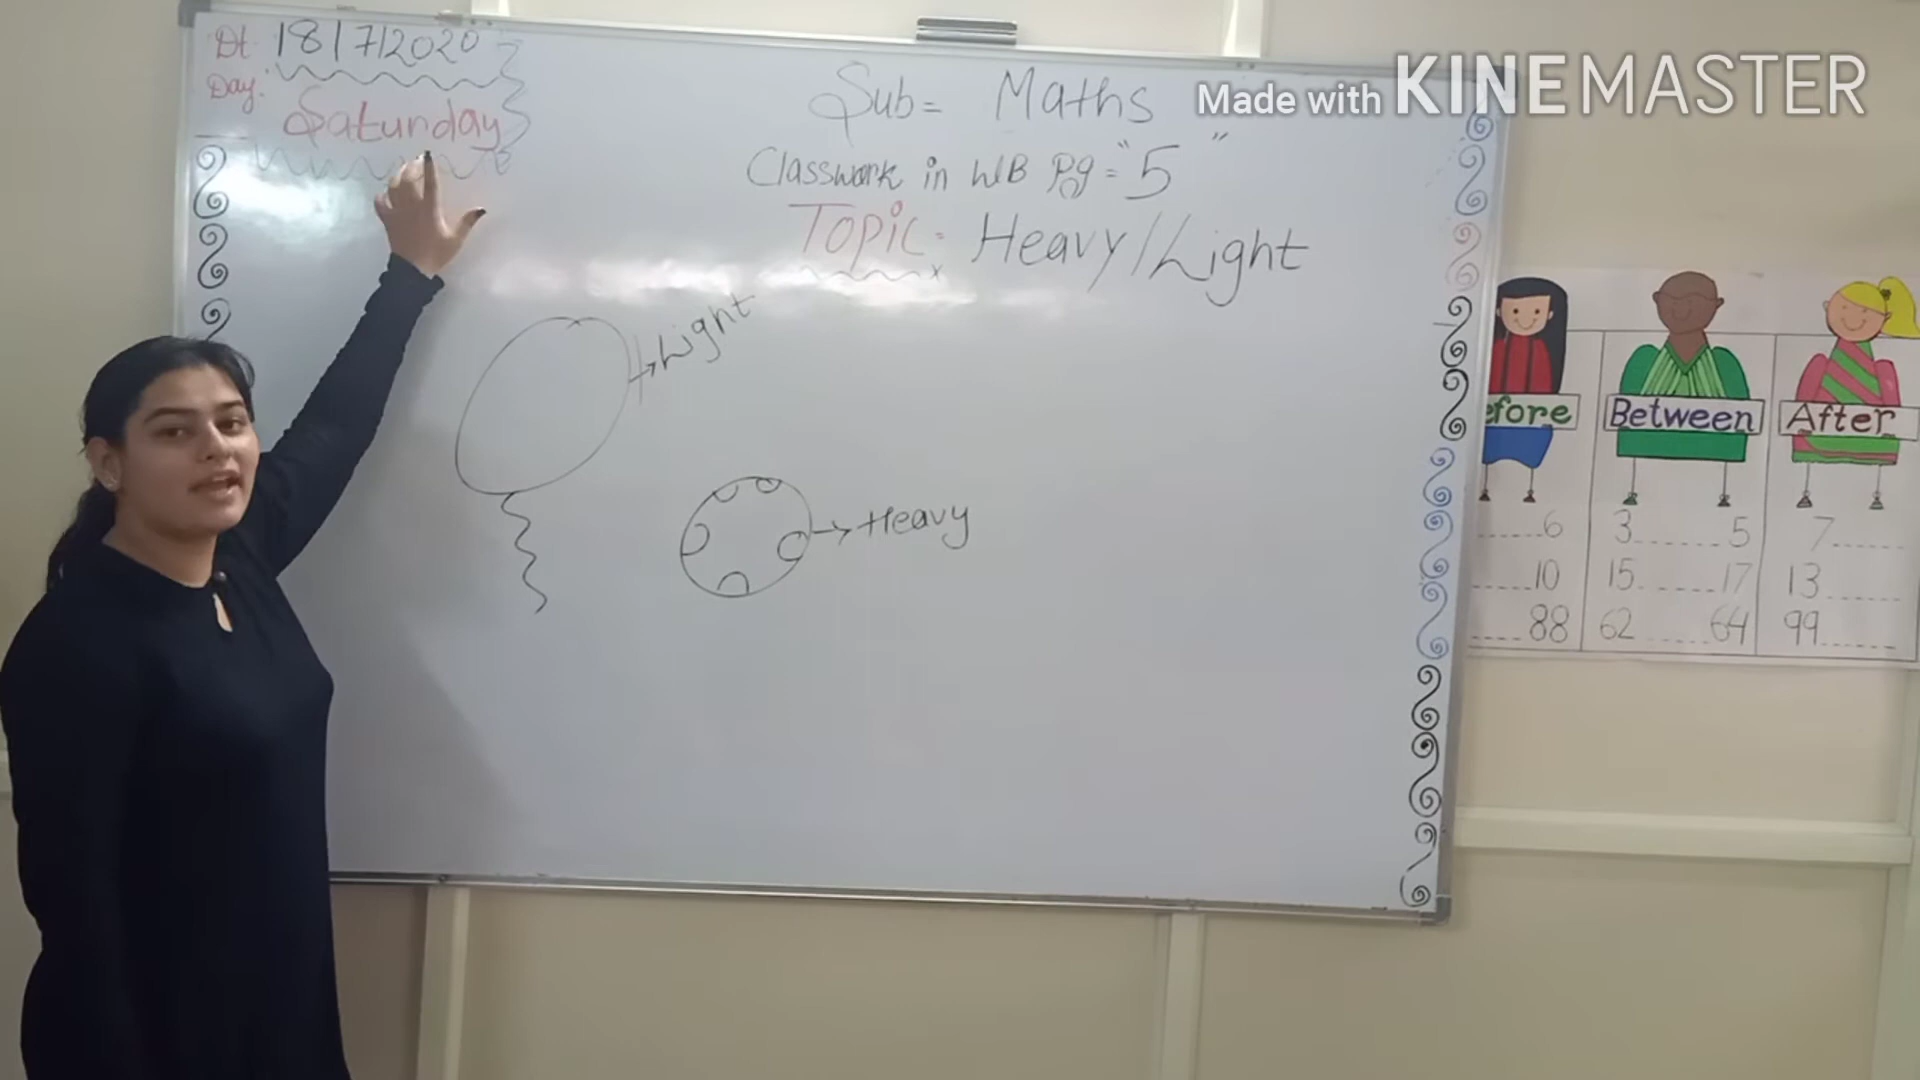 Dt. 18/7/2020
Day:
Saturday
Sub = Maths
Classwork in WB Pg = "5"
Topic = Heavy/Light
→Light
→Heavy
Made with KINEMASTER
efore Between After
......6 3........5 7......
......10 15........17 13......
......88 62......64 99......